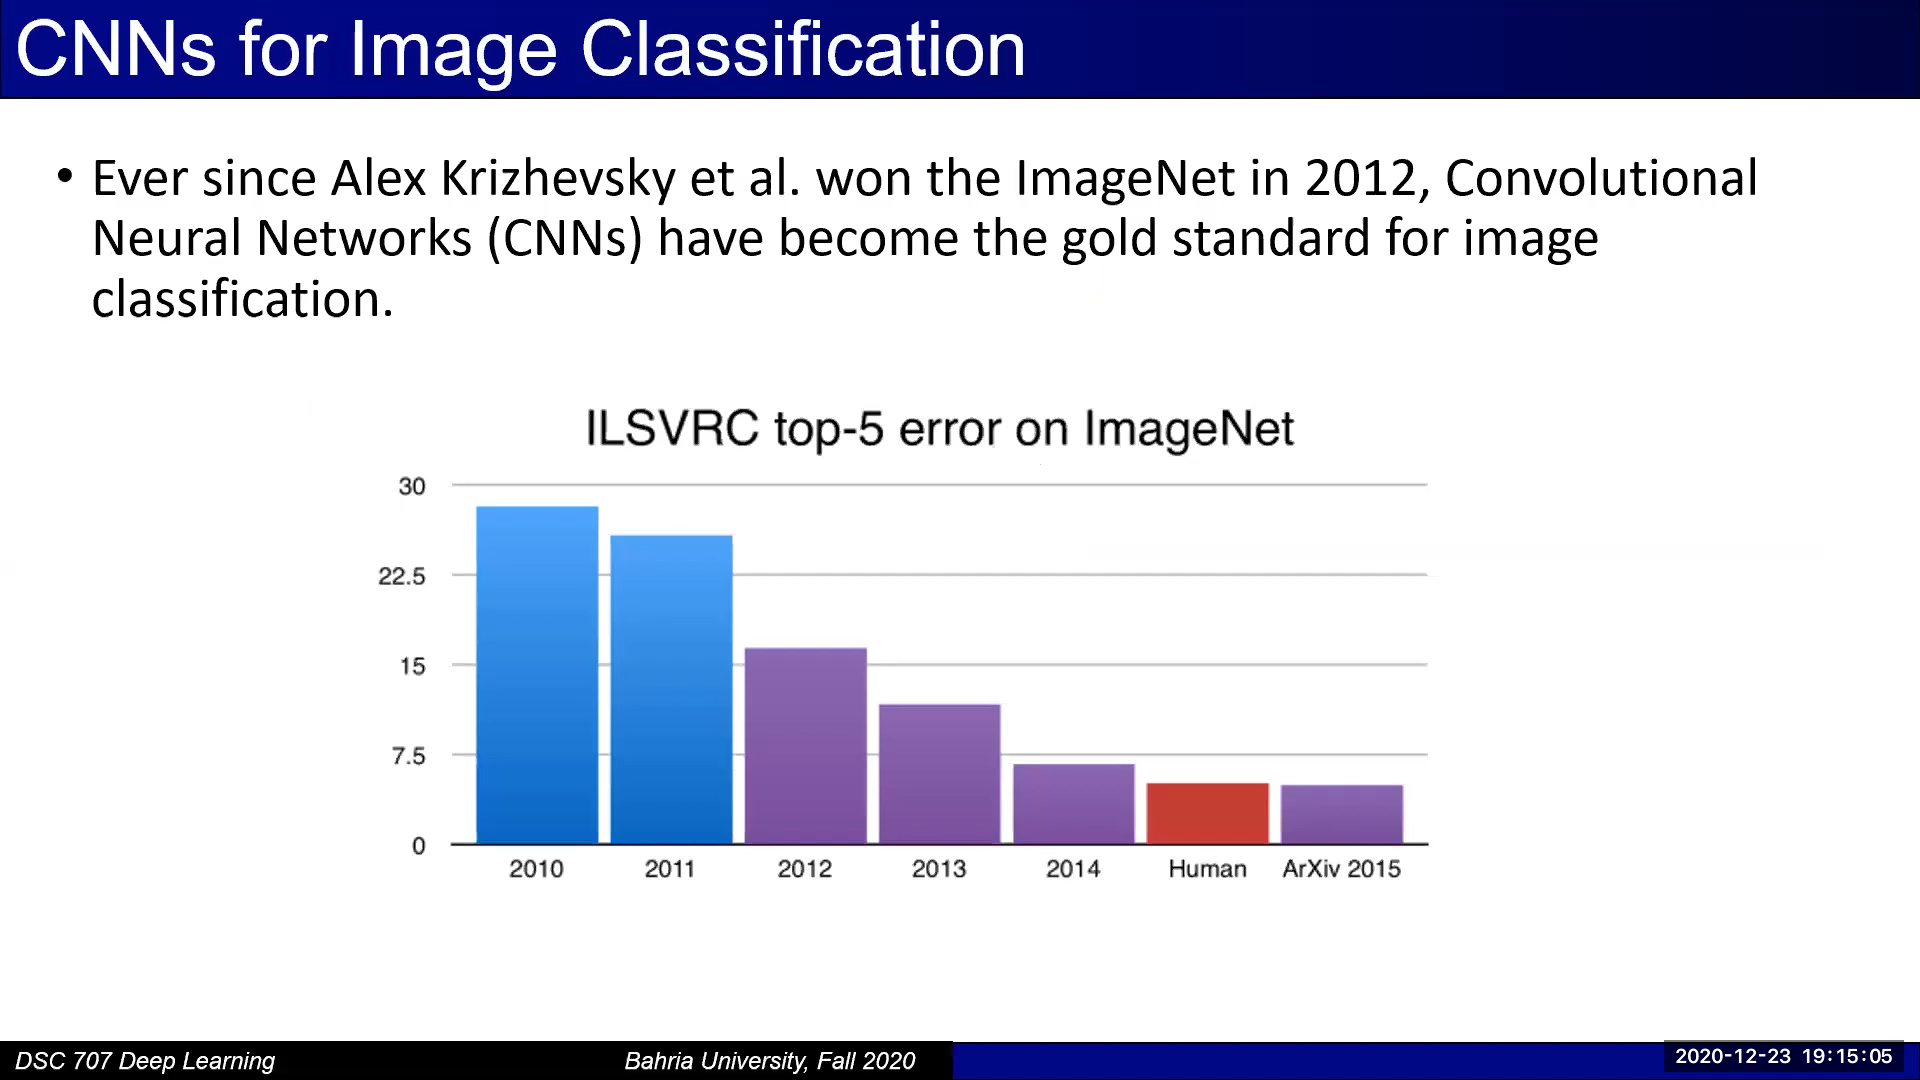 CNNs for Image Classification
• Ever since Alex Krizhevsky et al. won the ImageNet in 2012, Convolutional
Neural Networks (CNNs) have become the gold standard for image
classification.
ILSVRC top-5 error on ImageNet
30
22.5
15
7.5
0
2010 2011 2012 2013 2014 Human ArXiv 2015
DSC 707 Deep Learning Bahria University, Fall 2020 2020-12-23 19:15:05